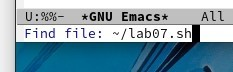 U:%%-  *GNU Emacs*   All
Find file: ~/lab07.sh